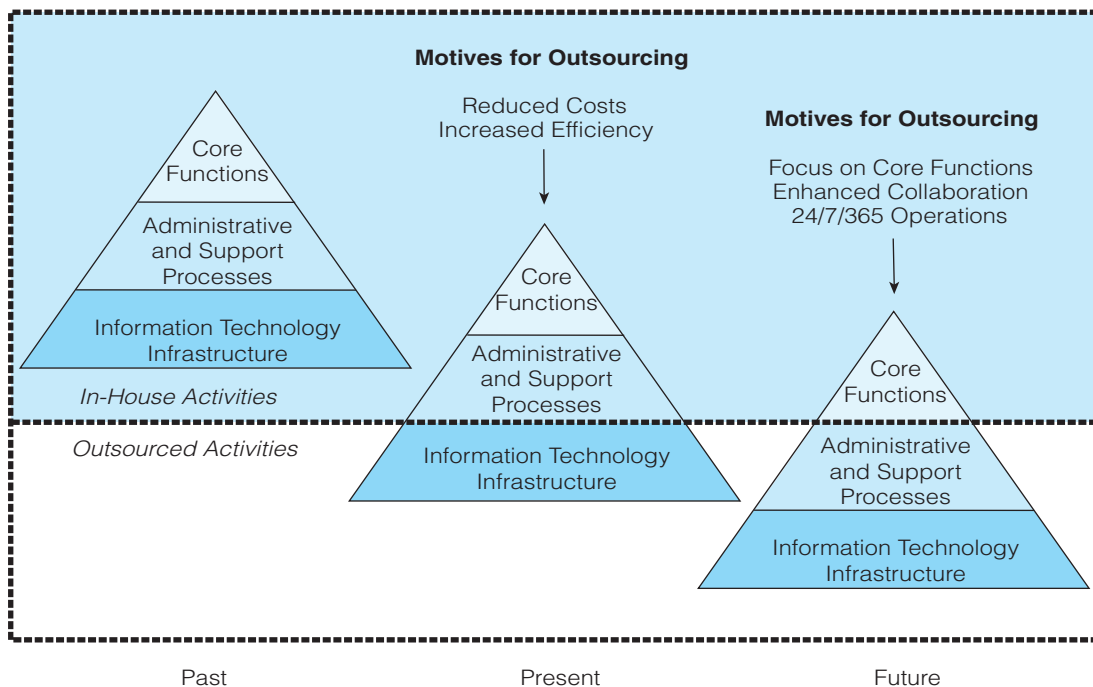 Motives for Outsourcing
Reduced Costs
Increased Efficiency
Motives for Outsourcing
Focus on Core Functions
Enhanced Collaboration
24/7/365 Operations
Core
Functions
Administrative
and Support
Processes
Information Technology
Infrastructure
In-House Activities
Outsourced Activities
Core
Functions
Administrative
and Support
Processes
Information Technology
Infrastructure
Core
Functions
Administrative
and Support
Processes
Information Technology
Infrastructure
Past
Present
Future